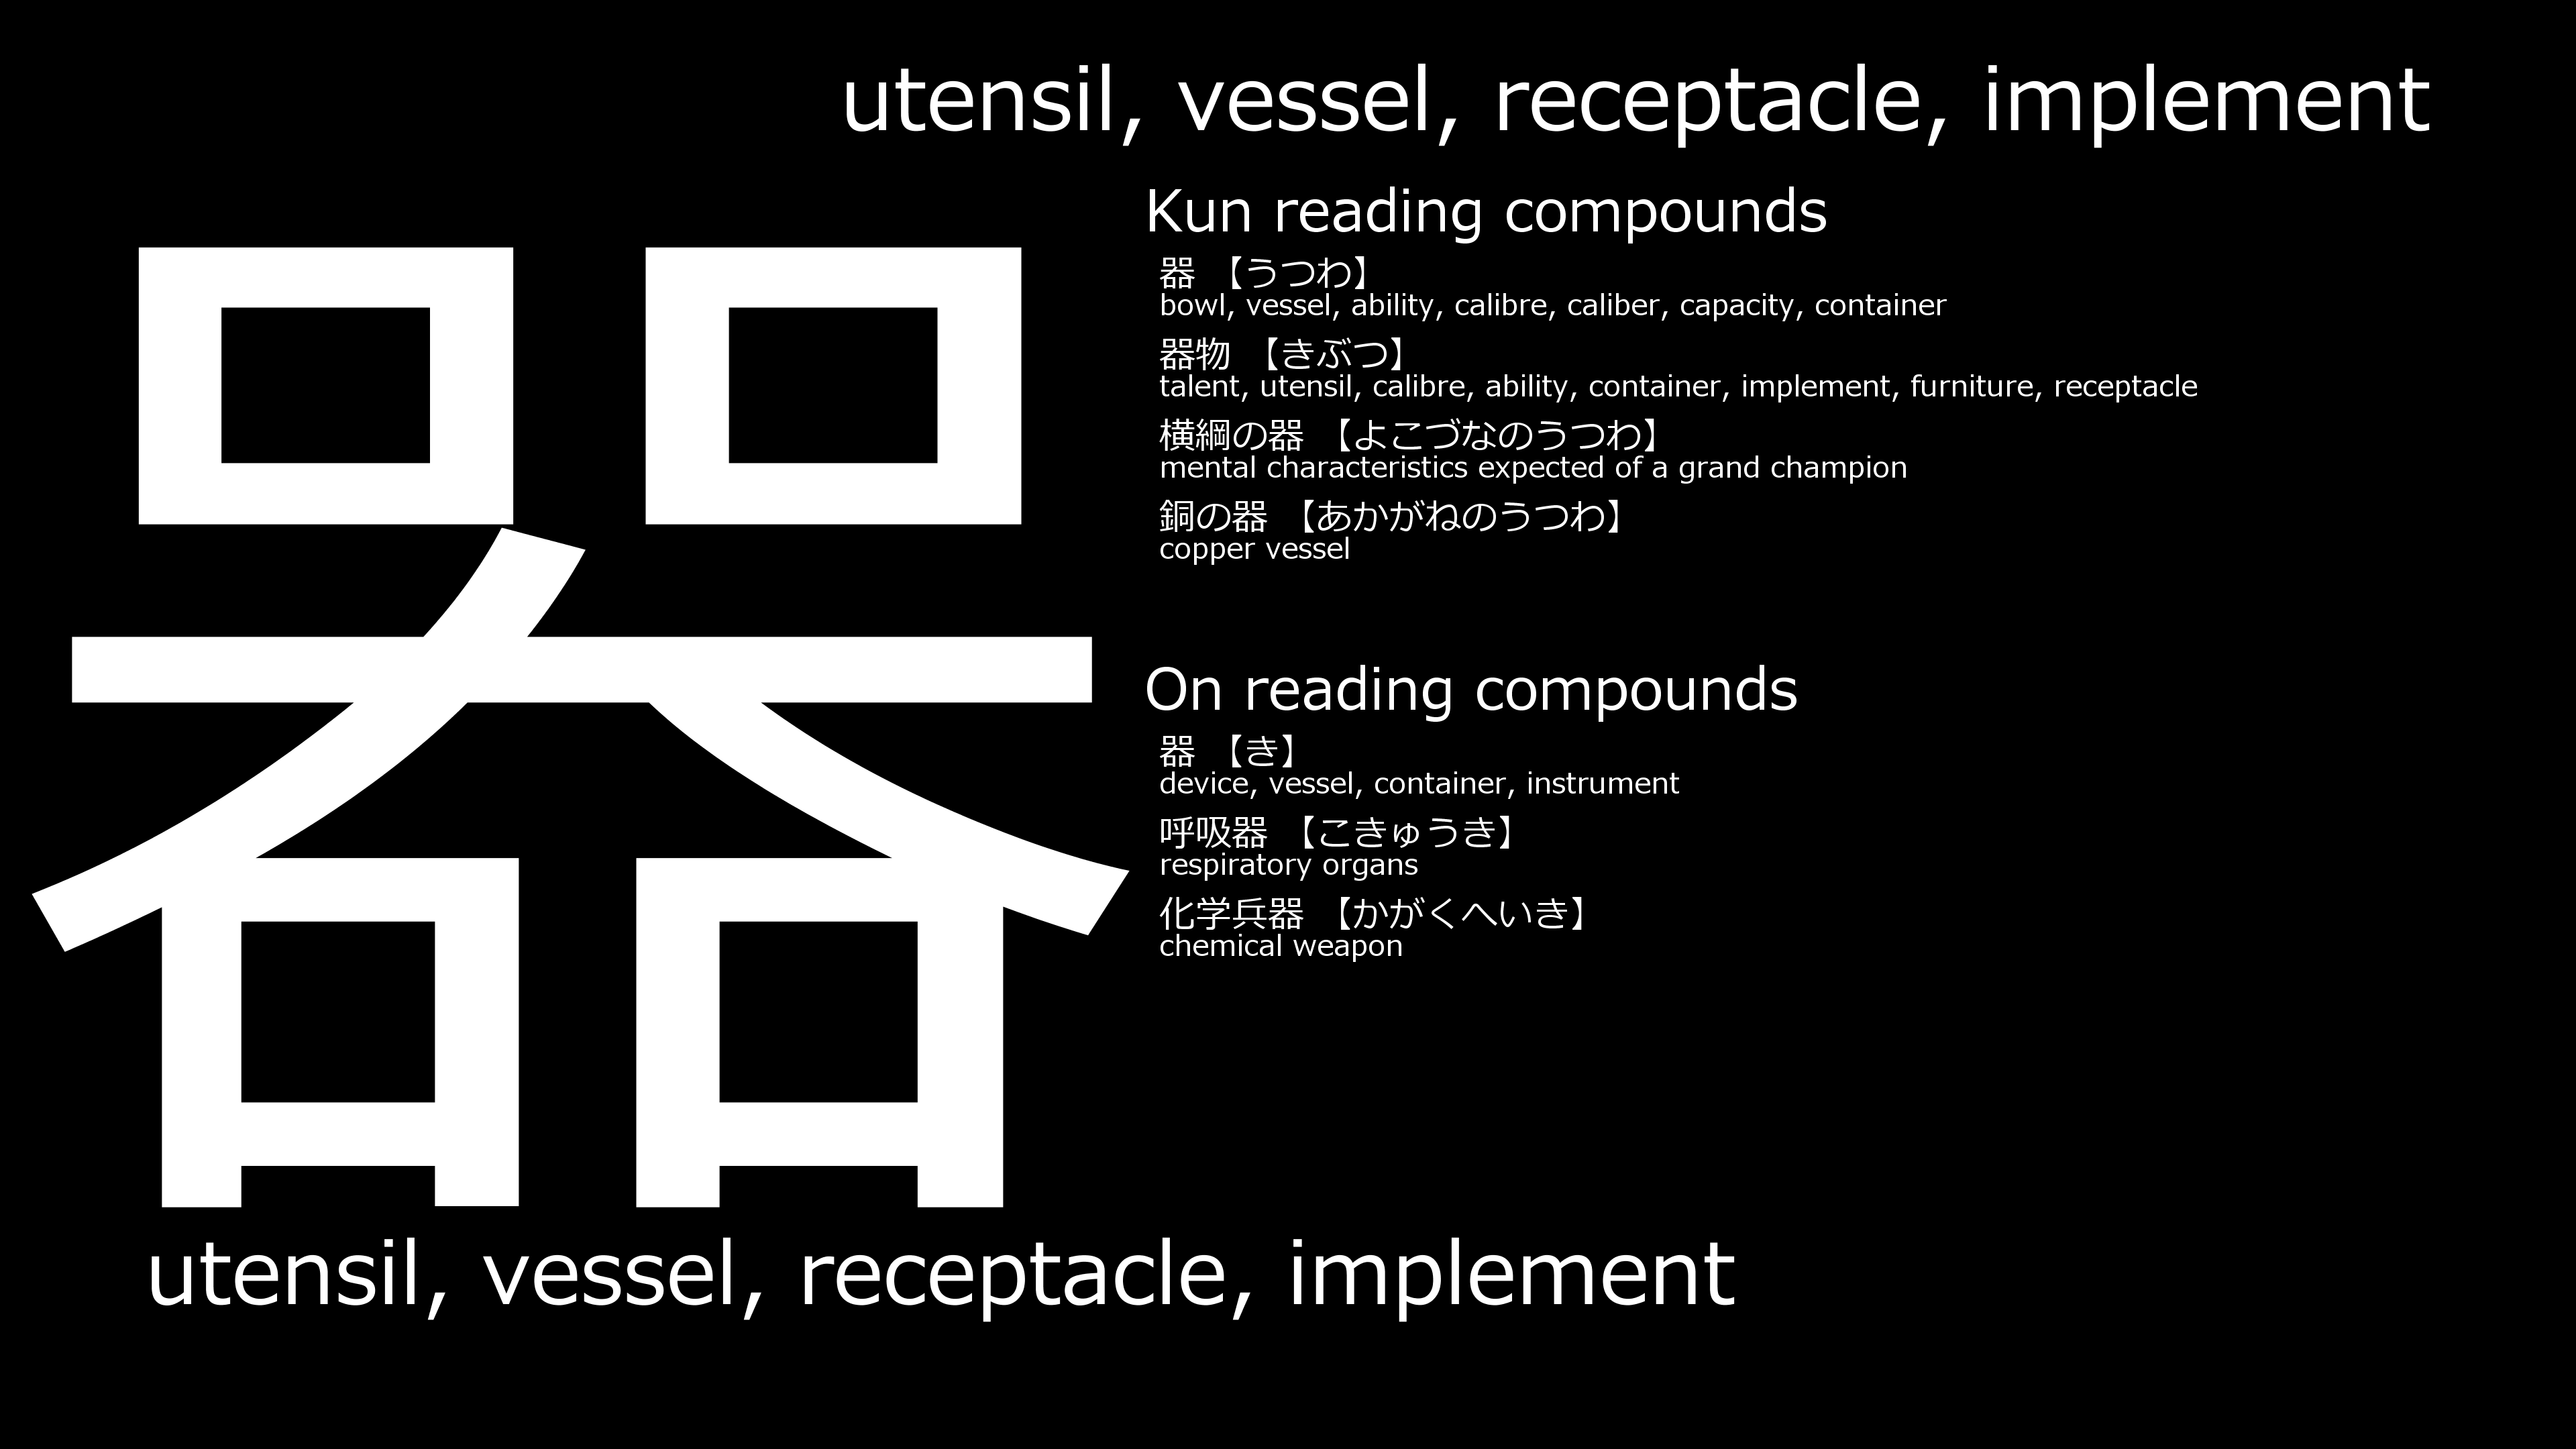 utensil, vessel, receptacle, implement
器
Kun reading compounds
器 【うつわ】
bowl, vessel, ability, calibre, caliber, capacity, container
器物 【きぶつ】
talent, utensil, calibre, ability, container, implement, furniture, receptacle
横綱の器 【よこづなのうつわ】
mental characteristics expected of a grand champion
銅の器 【あかがねのうつわ】
copper vessel
On reading compounds
器 【き】
device, vessel, container, instrument
呼吸器 【こきゅうき】
respiratory organs
化学兵器 【かがくへいき】
chemical weapon
utensil, vessel, receptacle, implement